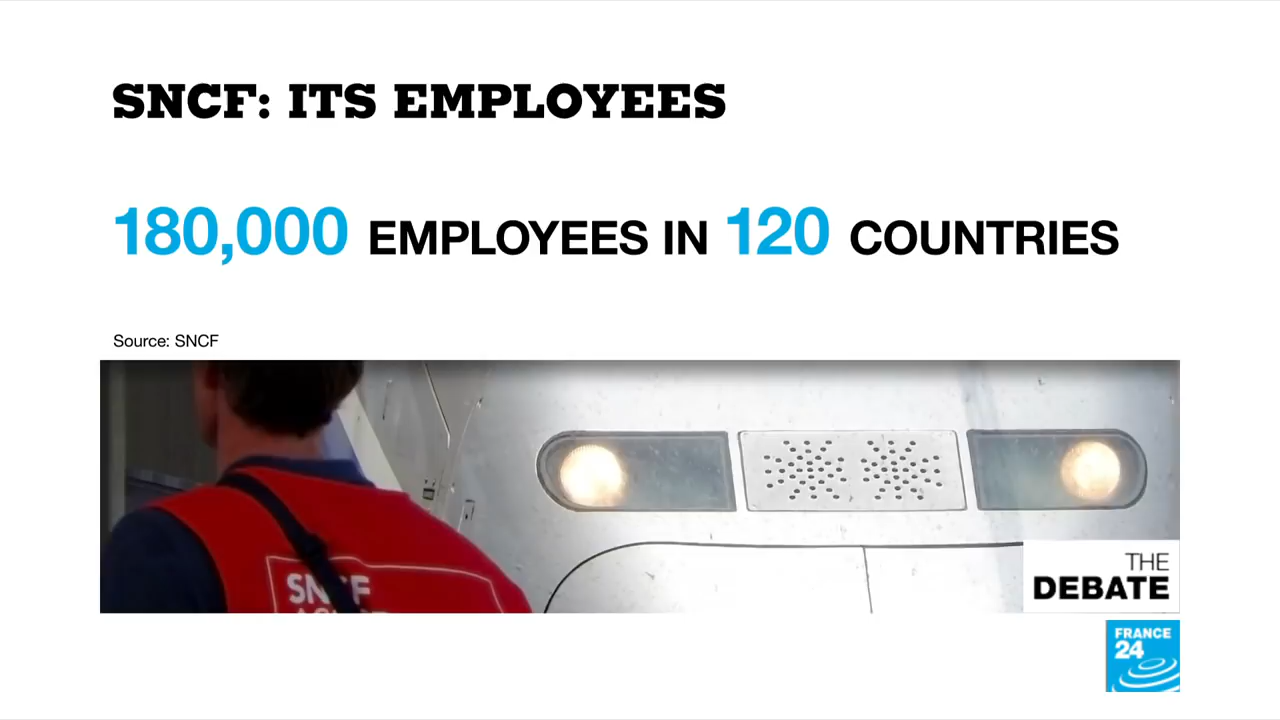 SNCF: ITS EMPLOYEES
180,000 EMPLOYEES IN 120 COUNTRIES
Source: SNCF
SNCF
THE
DEBATE
FRANCE
24